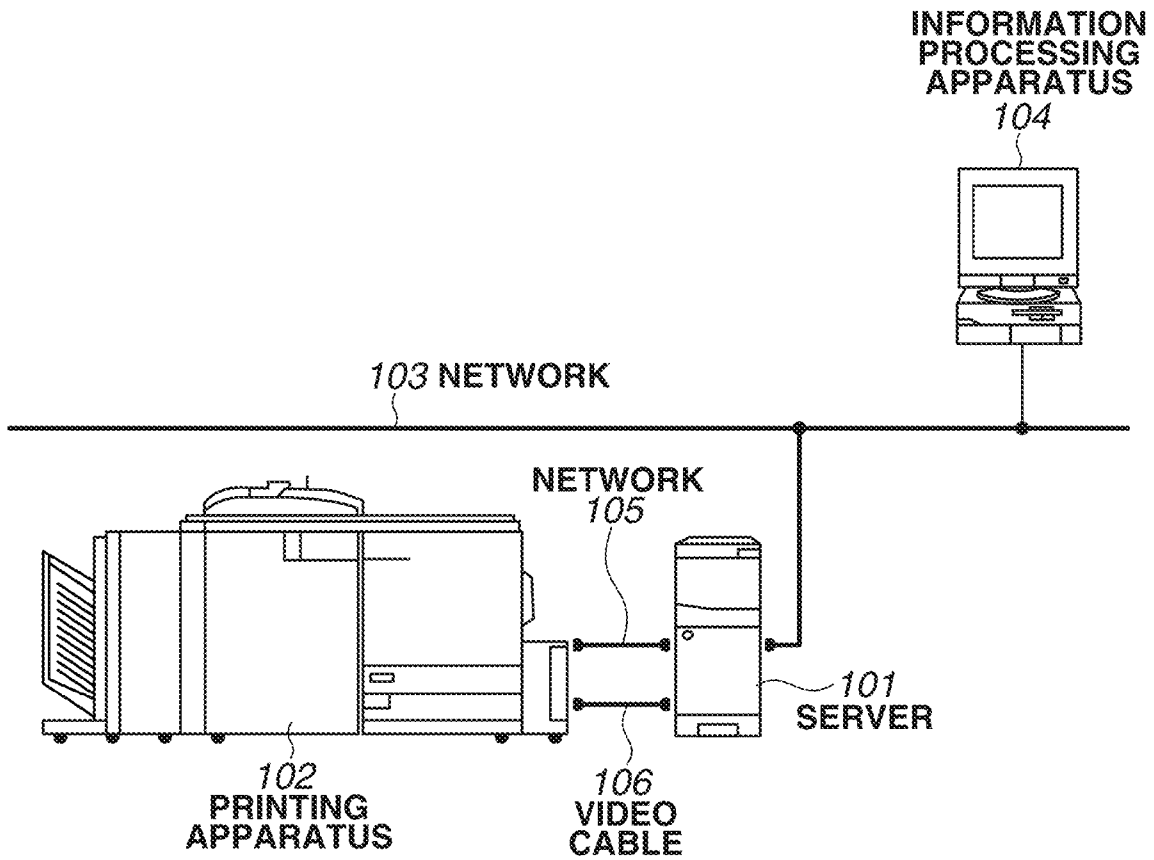 INFORMATION
PROCESSING
APPARATUS
104
103 NETWORK
NETWORK
105
101
SERVER
102
PRINTING
APPARATUS
106
VIDEO
CABLE